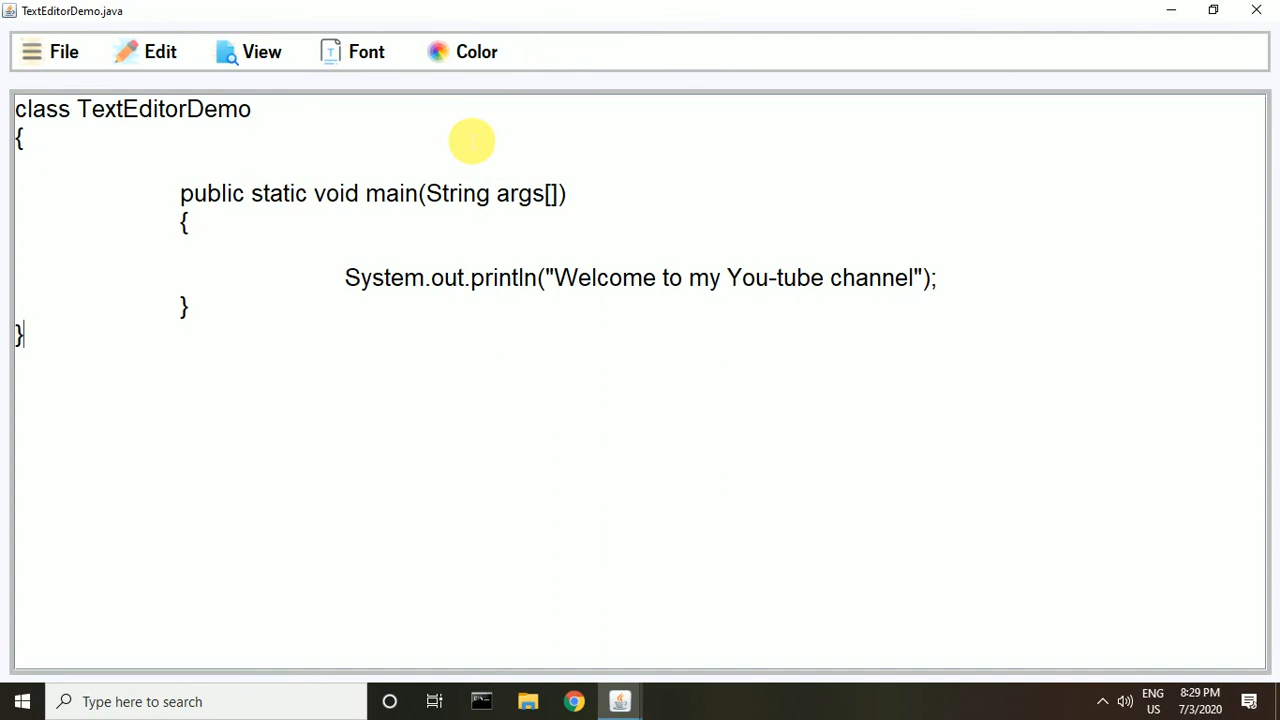 TextEditorDemo.java
File Edit View Font Color
class TextEditorDemo
{
public static void main(String args[])
{
System.out.println("Welcome to my You-tube channel");
}
}
Type here to search
ENG 8:29 PM
US 7/3/2020